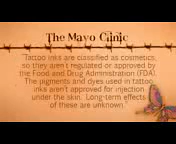 The Mayo Clinic
"Tattoo inks are classified as cosmetics,
so they aren't regulated or approved by
the Food and Drug Administration (FDA).
The pigments and dyes used in tattoo
inks aren't approved for injection
under the skin. Long-term effects
of these are unknown."